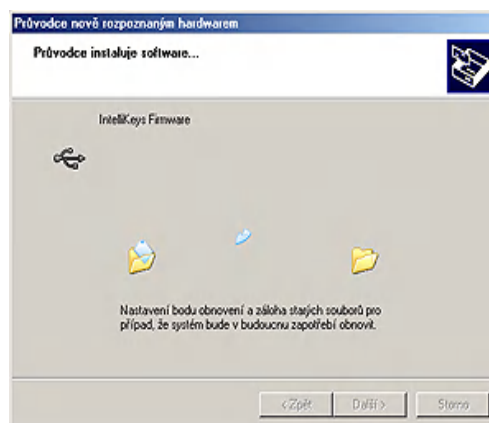 Průvodce nově rozpoznaným hardwarem
Průvodce instaluje software...
IntelliKeys Firmware
Nastavení bodu obnovení a záloha starých souborů pro
případ, že systém bude v budoucnu zapotřebí obnovit.
< Zpět
Další >
Storno